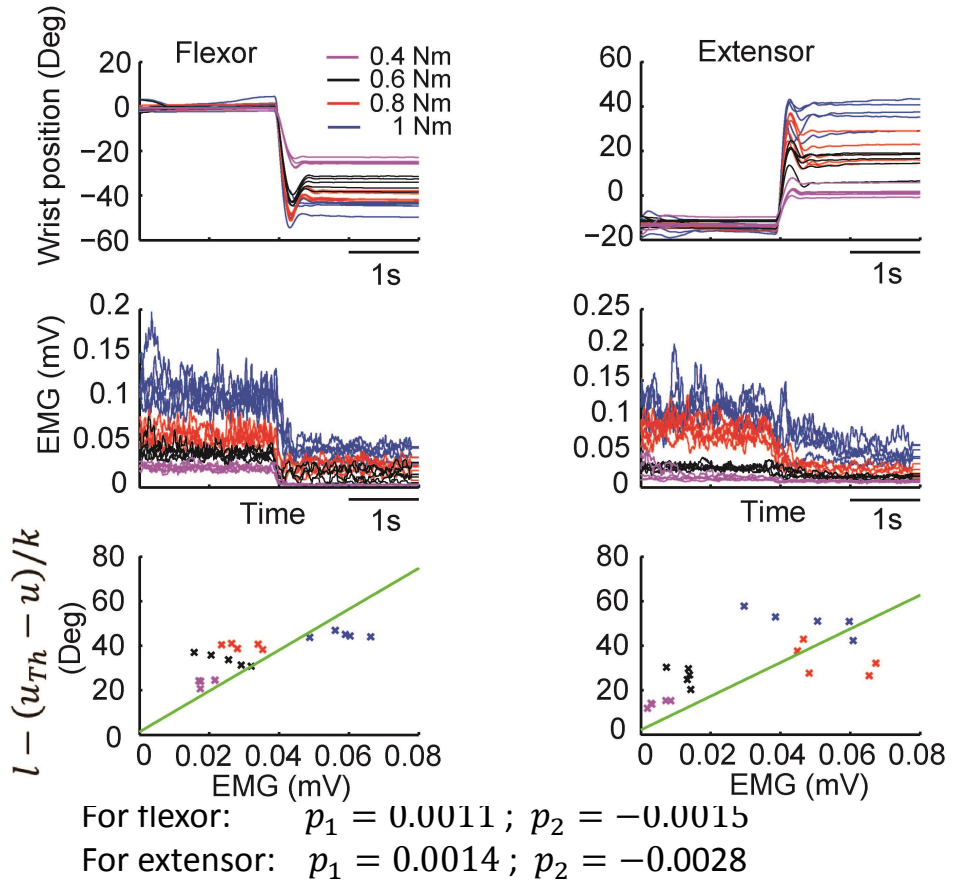 Flexor
Extensor
0.4 Nm
0.6 Nm
0.8 Nm
1 Nm
Wrist position (Deg)
20
0
−20
−40
−60
1s
60
40
20
0
−20
1s
EMG (mV)
0.2
0.15
0.1
0.05
0
Time
1s
0.25
0.2
0.15
0.1
0.05
0
Time
1s
l − (u_Th − u)/k
(Deg)
80
60
40
20
0
0 0.02 0.04 0.06 0.08
EMG (mV)
80
60
40
20
0
0 0.02 0.04 0.06 0.08
EMG (mV)
For flexor: p₁ = 0.0011 ; p₂ = −0.0015
For extensor: p₁ = 0.0014 ; p₂ = −0.0028